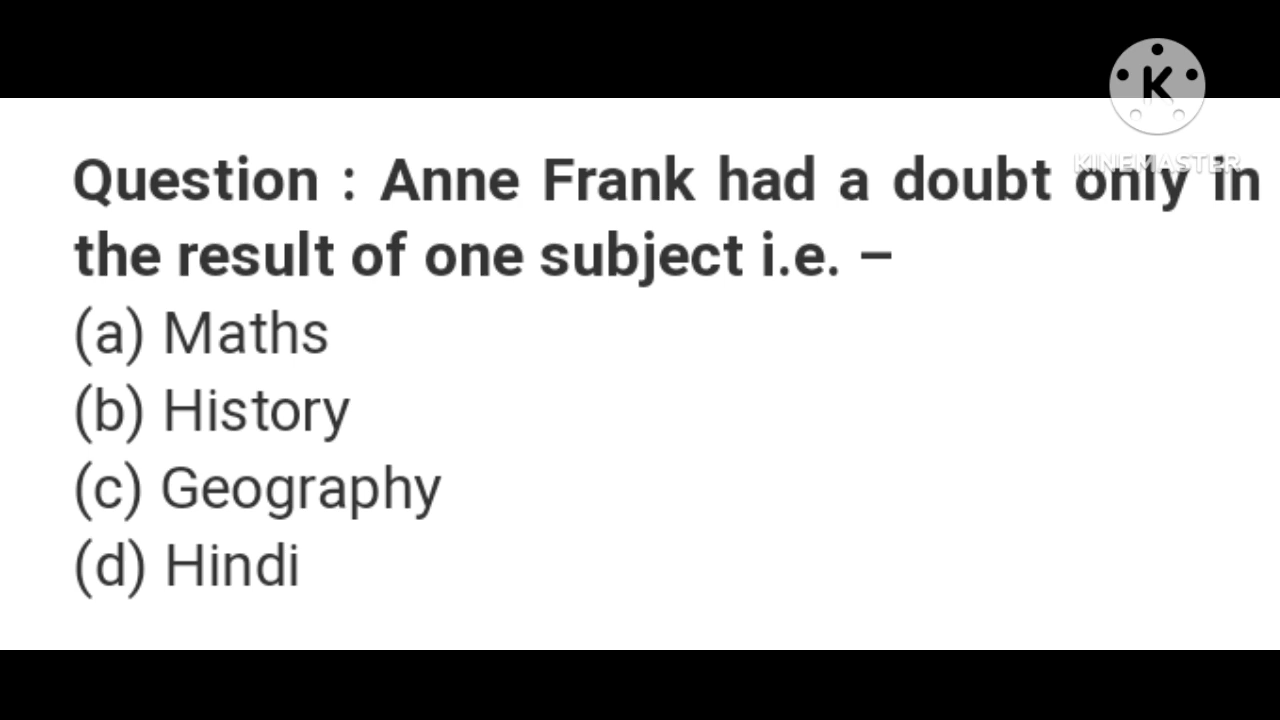 K
KINEMASTER
Question : Anne Frank had a doubt only in
the result of one subject i.e. –
(a) Maths
(b) History
(c) Geography
(d) Hindi